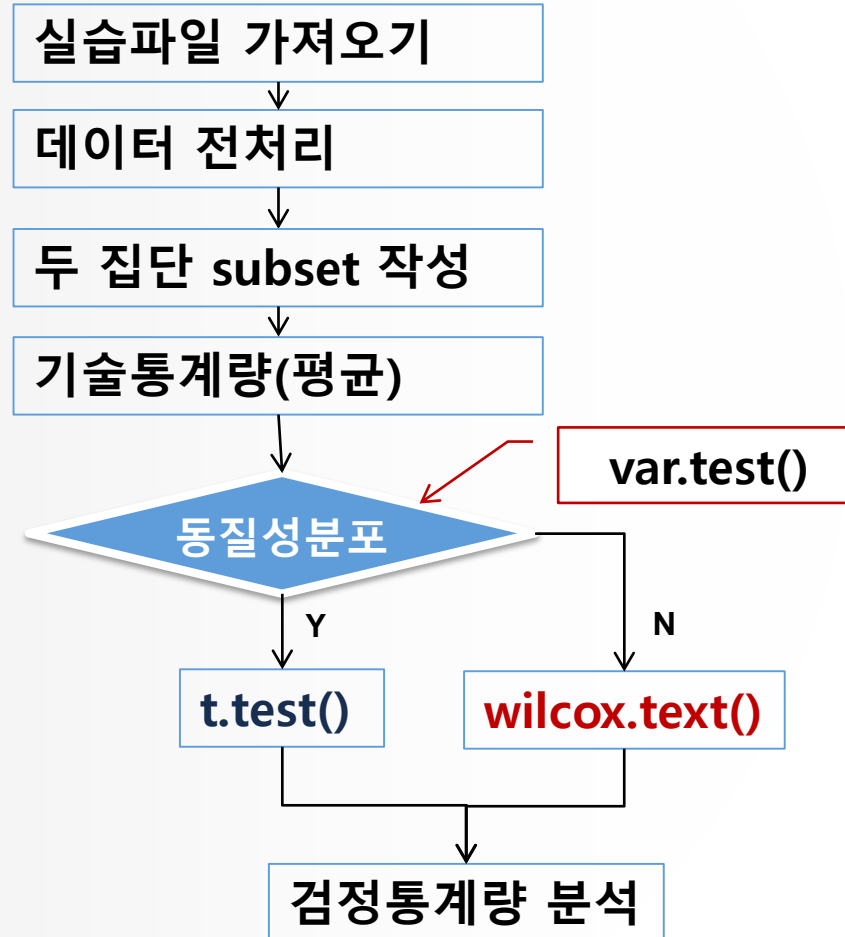 실습파일 가져오기
데이터 전처리
두 집단 subset 작성
기술통계량(평균)
var.test()
동질성분포
Y
N
t.test()
wilcox.text()
검정통계량 분석